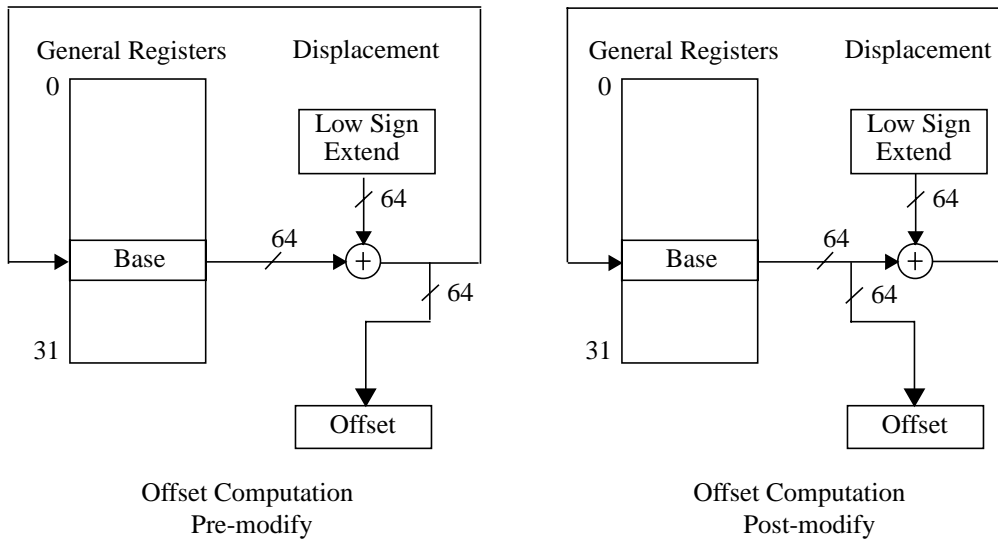 General Registers
Displacement
0
Low Sign
Extend
64
Base
64
+
64
31
Offset
Offset Computation
Pre-modify
General Registers
Displacement
0
Low Sign
Extend
64
Base
64
+
64
31
Offset
Offset Computation
Post-modify